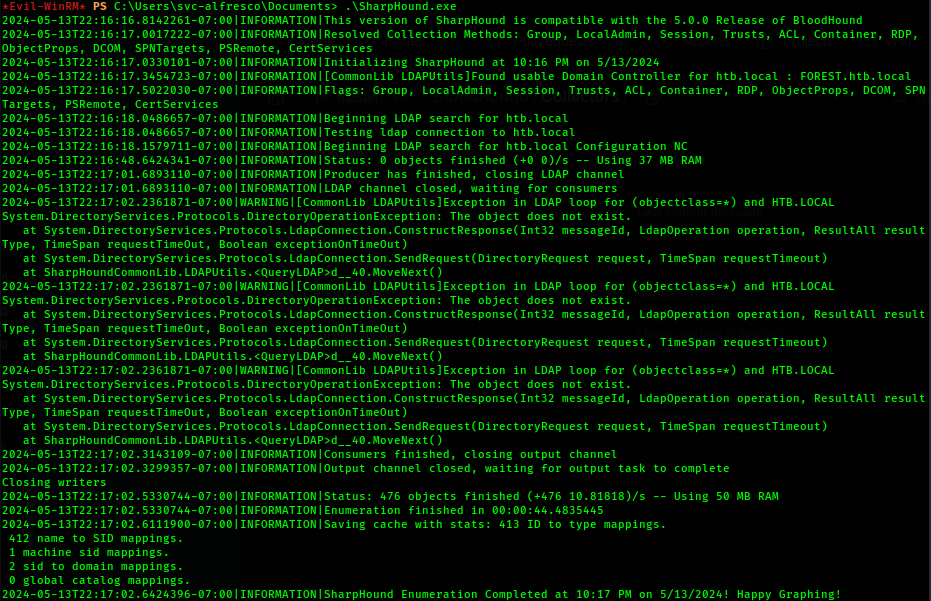 *Evil-WinRM* PS C:\Users\svc-alfresco\Documents> .\SharpHound.exe
2024-05-13T22:16:16.8142261-07:00|INFORMATION|This version of SharpHound is compatible with the 5.0.0 Release of BloodHound
2024-05-13T22:16:17.0017222-07:00|INFORMATION|Resolved Collection Methods: Group, LocalAdmin, Session, Trusts, ACL, Container, RDP,
ObjectProps, DCOM, SPNTargets, PSRemote, CertServices
2024-05-13T22:16:17.0330101-07:00|INFORMATION|Initializing SharpHound at 10:16 PM on 5/13/2024
2024-05-13T22:16:17.3454723-07:00|INFORMATION|[CommonLib LDAPUtils]Found usable Domain Controller for htb.local : FOREST.htb.local
2024-05-13T22:16:17.5022030-07:00|INFORMATION|Flags: Group, LocalAdmin, Session, Trusts, ACL, Container, RDP, ObjectProps, DCOM, SPN
Targets, PSRemote, CertServices
2024-05-13T22:16:18.0486657-07:00|INFORMATION|Beginning LDAP search for htb.local
2024-05-13T22:16:18.0486657-07:00|INFORMATION|Testing ldap connection to htb.local
2024-05-13T22:16:18.1579711-07:00|INFORMATION|Beginning LDAP search for htb.local Configuration NC
2024-05-13T22:16:48.6424341-07:00|INFORMATION|Status: 0 objects finished (+0 0)/s -- Using 37 MB RAM
2024-05-13T22:17:01.6893110-07:00|INFORMATION|Producer has finished, closing LDAP channel
2024-05-13T22:17:01.6893110-07:00|INFORMATION|LDAP channel closed, waiting for consumers
2024-05-13T22:17:02.2361871-07:00|WARNING|[CommonLib LDAPUtils]Exception in LDAP loop for (objectclass=*) and HTB.LOCAL
System.DirectoryServices.Protocols.DirectoryOperationException: The object does not exist.
   at System.DirectoryServices.Protocols.LdapConnection.ConstructResponse(Int32 messageId, LdapOperation operation, ResultAll result
Type, TimeSpan requestTimeOut, Boolean exceptionOnTimeOut)
   at System.DirectoryServices.Protocols.LdapConnection.SendRequest(DirectoryRequest request, TimeSpan requestTimeout)
   at SharpHoundCommonLib.LDAPUtils.<QueryLDAP>d__40.MoveNext()
2024-05-13T22:17:02.2361871-07:00|WARNING|[CommonLib LDAPUtils]Exception in LDAP loop for (objectclass=*) and HTB.LOCAL
System.DirectoryServices.Protocols.DirectoryOperationException: The object does not exist.
   at System.DirectoryServices.Protocols.LdapConnection.ConstructResponse(Int32 messageId, LdapOperation operation, ResultAll result
Type, TimeSpan requestTimeOut, Boolean exceptionOnTimeOut)
   at System.DirectoryServices.Protocols.LdapConnection.SendRequest(DirectoryRequest request, TimeSpan requestTimeout)
   at SharpHoundCommonLib.LDAPUtils.<QueryLDAP>d__40.MoveNext()
2024-05-13T22:17:02.2361871-07:00|WARNING|[CommonLib LDAPUtils]Exception in LDAP loop for (objectclass=*) and HTB.LOCAL
System.DirectoryServices.Protocols.DirectoryOperationException: The object does not exist.
   at System.DirectoryServices.Protocols.LdapConnection.ConstructResponse(Int32 messageId, LdapOperation operation, ResultAll result
Type, TimeSpan requestTimeOut, Boolean exceptionOnTimeOut)
   at System.DirectoryServices.Protocols.LdapConnection.SendRequest(DirectoryRequest request, TimeSpan requestTimeout)
   at SharpHoundCommonLib.LDAPUtils.<QueryLDAP>d__40.MoveNext()
2024-05-13T22:17:02.3143109-07:00|INFORMATION|Consumers finished, closing output channel
2024-05-13T22:17:02.3299357-07:00|INFORMATION|Output channel closed, waiting for output task to complete
Closing writers
2024-05-13T22:17:02.5330744-07:00|INFORMATION|Status: 476 objects finished (+476 10.81818)/s -- Using 50 MB RAM
2024-05-13T22:17:02.5330744-07:00|INFORMATION|Enumeration finished in 00:00:44.4835445
2024-05-13T22:17:02.6111900-07:00|INFORMATION|Saving cache with stats: 413 ID to type mappings.
 412 name to SID mappings.
 1 machine sid mappings.
 2 sid to domain mappings.
 0 global catalog mappings.
2024-05-13T22:17:02.6424396-07:00|INFORMATION|SharpHound Enumeration Completed at 10:17 PM on 5/13/2024! Happy Graphing!